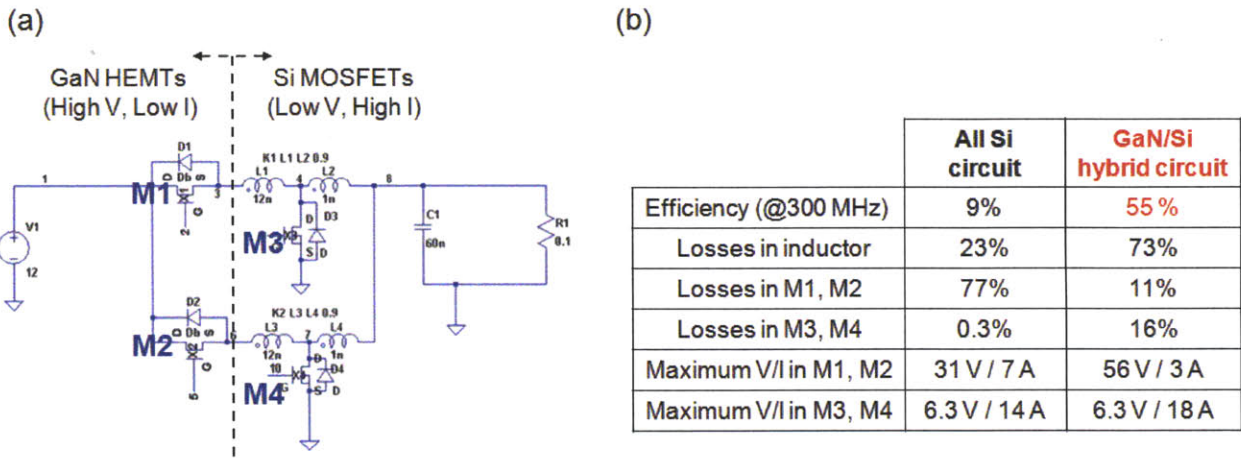 (a)
(b)
GaN HEMTs
(High V, Low I)
Si MOSFETs
(Low V, High I)
D1
K1 L1 L2 0.9
L1
L2
1
M1
D
Db
S
3
4
8
12n
1n
G
2
V1
12
D
D3
M3
S
D
C1
60n
R1
0.1
D2
K2 L3 L4 0.9
M2
D
Db
S
6
L3
7
L4
12n
1n
G
5
10
D
D4
M4
G
S
D
All Si circuit
GaN/Si hybrid circuit
Efficiency (@300 MHz) 9% 55 %
Losses in inductor 23% 73%
Losses in M1, M2 77% 11%
Losses in M3, M4 0.3% 16%
Maximum V/I in M1, M2 31 V / 7 A 56 V / 3 A
Maximum V/I in M3, M4 6.3 V / 14 A 6.3 V / 18 A